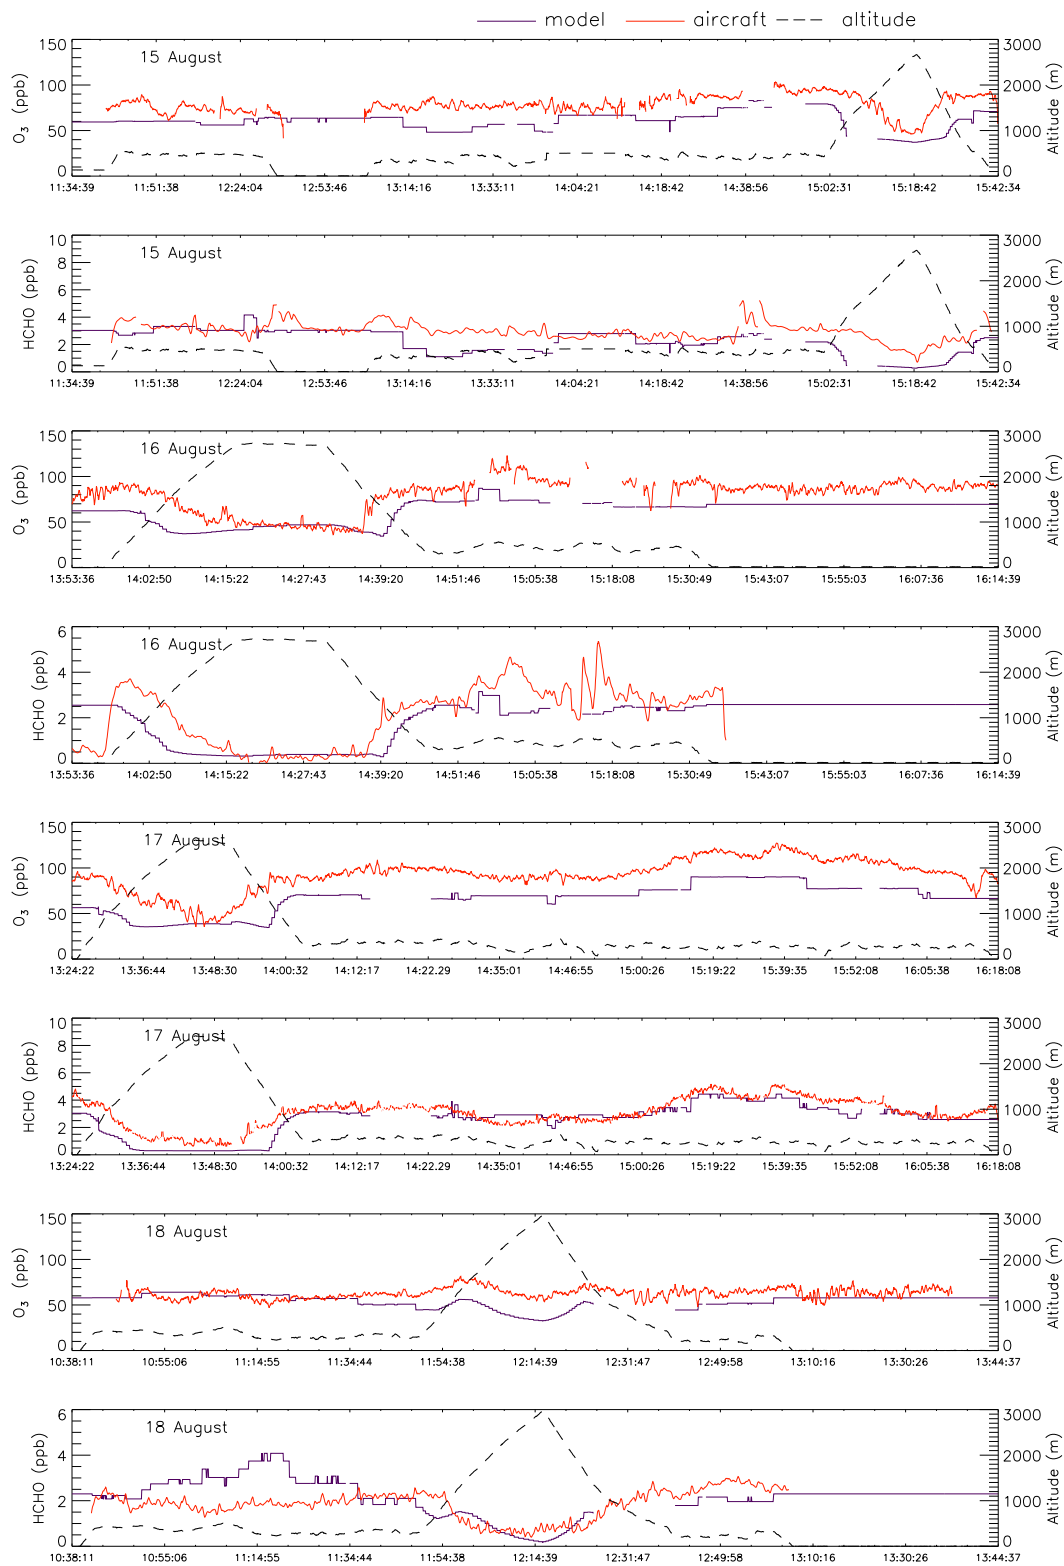 model aircraft altitude
15 August
O3 (ppb)
150
100
50
0
3000
2000
1000
0
Altitude (m)
11:34:39 11:51:38 12:24:04 12:53:46 13:14:16 13:33:11 14:04:21 14:18:42 14:38:56 15:02:31 15:18:42 15:42:34
15 August
HCHO (ppb)
10
8
6
4
2
0
3000
2000
1000
0
Altitude (m)
11:34:39 11:51:38 12:24:04 12:53:46 13:14:16 13:33:11 14:04:21 14:18:42 14:38:56 15:02:31 15:18:42 15:42:34
16 August
O3 (ppb)
150
100
50
0
3000
2000
1000
0
Altitude (m)
13:53:36 14:02:50 14:15:22 14:27:43 14:39:20 14:51:46 15:05:38 15:18:08 15:30:49 15:43:07 15:55:03 16:07:36 16:14:39
16 August
HCHO (ppb)
6
4
2
0
3000
2000
1000
0
Altitude (m)
13:53:36 14:02:50 14:15:22 14:27:43 14:39:20 14:51:46 15:05:38 15:18:08 15:30:49 15:43:07 15:55:03 16:07:36 16:14:39
17 August
O3 (ppb)
150
100
50
0
3000
2000
1000
0
Altitude (m)
13:24:22 13:36:44 13:48:30 14:00:32 14:12:17 14:22:29 14:35:01 14:46:55 15:00:26 15:19:22 15:39:35 15:52:08 16:05:38 16:18:08
17 August
HCHO (ppb)
10
8
6
4
2
0
3000
2000
1000
0
Altitude (m)
13:24:22 13:36:44 13:48:30 14:00:32 14:12:17 14:22:29 14:35:01 14:46:55 15:00:26 15:19:22 15:39:35 15:52:08 16:05:38 16:18:08
18 August
O3 (ppb)
150
100
50
0
3000
2000
1000
0
Altitude (m)
10:38:11 10:55:06 11:14:55 11:34:44 11:54:38 12:14:39 12:31:47 12:49:58 13:10:16 13:30:26 13:44:37
18 August
HCHO (ppb)
6
4
2
0
3000
2000
1000
0
Altitude (m)
10:38:11 10:55:06 11:14:55 11:34:44 11:54:38 12:14:39 12:31:47 12:49:58 13:10:16 13:30:26 13:44:37